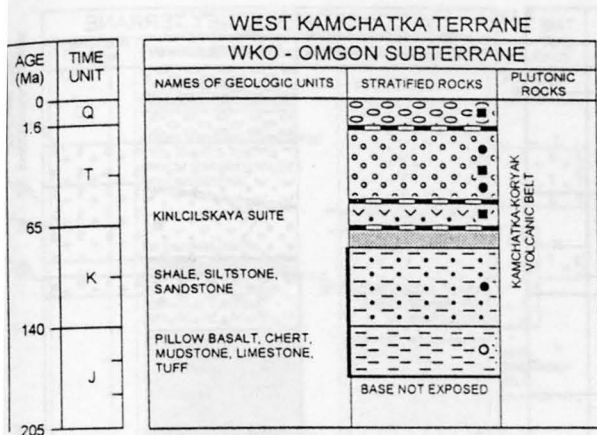 WEST KAMCHATKA TERRANE
WKO - OMGON SUBTERRANE
AGE
(Ma)
TIME
UNIT
NAMES OF GEOLOGIC UNITS
STRATIFIED ROCKS
PLUTONIC
ROCKS
0
Q
1.6
T
KINLCILSKAYA SUITE
65
K
SHALE, SILTSTONE,
SANDSTONE
140
PILLOW BASALT, CHERT,
MUDSTONE, LIMESTONE,
TUFF
J
BASE NOT EXPOSED
205
KAMCHATKA-KORYAK
VOLCANIC BELT